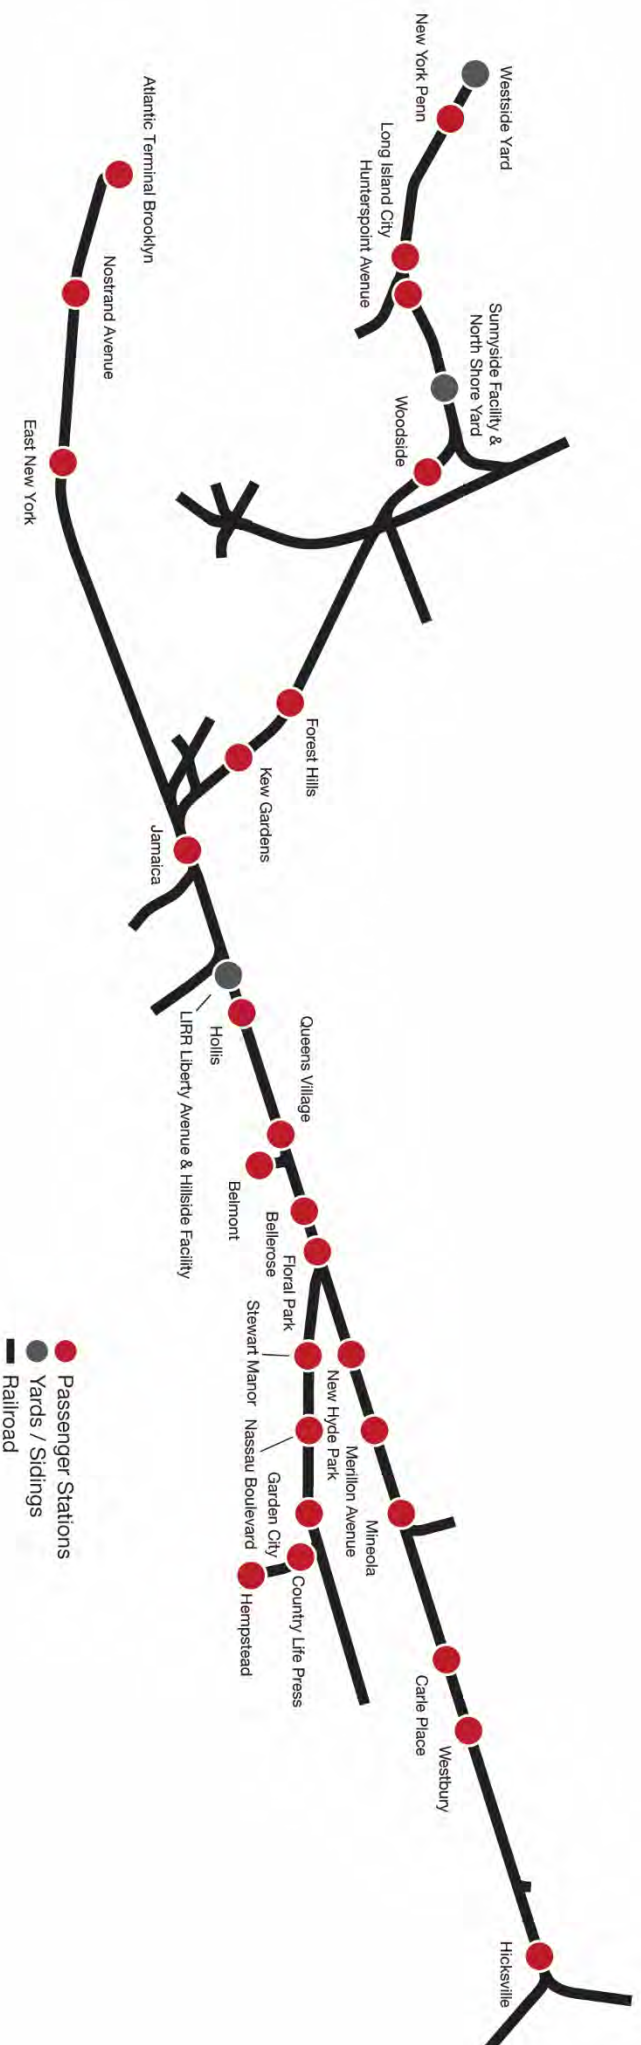 Westside Yard
New York Penn
Long Island City
Hunterspoint Avenue
Sunnyside Facility &
North Shore Yard
Woodside
Forest Hills
Kew Gardens
Atlantic Terminal Brooklyn
Nostrand Avenue
East New York
Jamaica
Hollis
LIRR Liberty Avenue & Hillside Facility
Queens Village
Belmont
Bellerose
Floral Park
Stewart Manor
Nassau Boulevard
Garden City
Country Life Press
Hempstead
New Hyde Park
Merillon Avenue
Mineola
Carle Place
Westbury
Hicksville
Passenger Stations
Yards / Sidings
Railroad